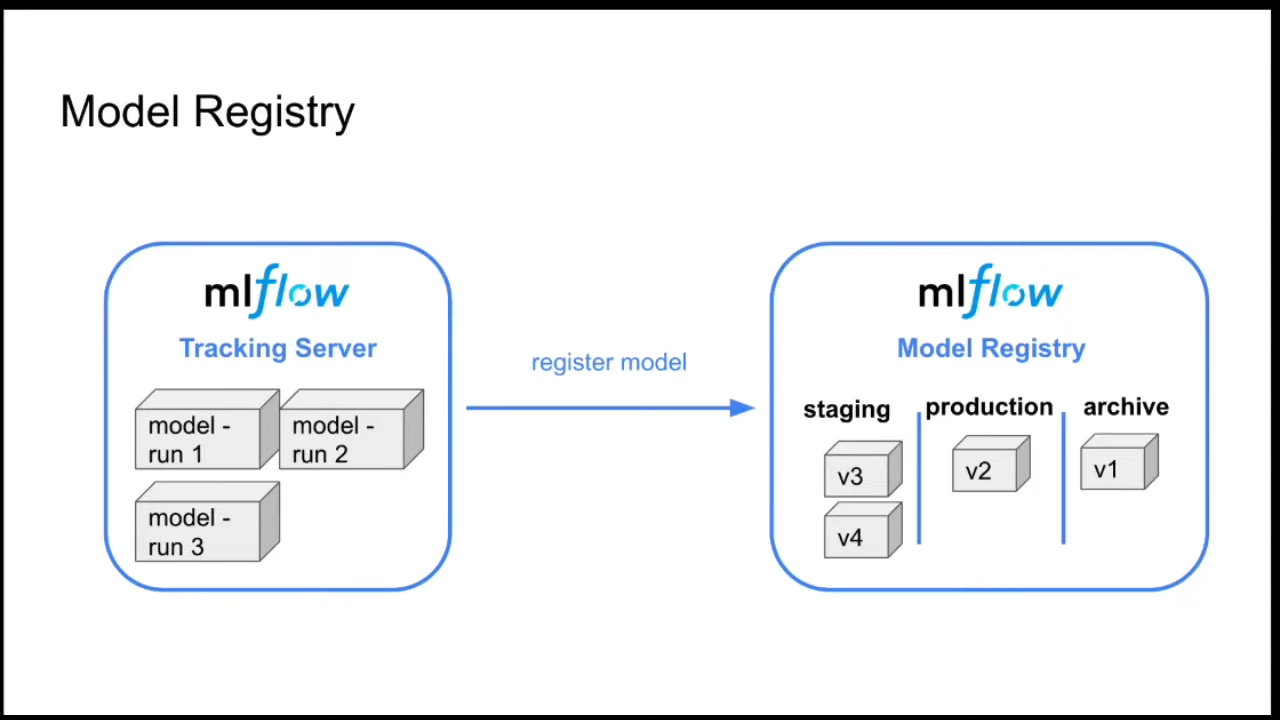 Model Registry
mlflow
Tracking Server
model -
run 1
model -
run 2
model -
run 3
register model
mlflow
Model Registry
staging
production
archive
v3
v4
v2
v1